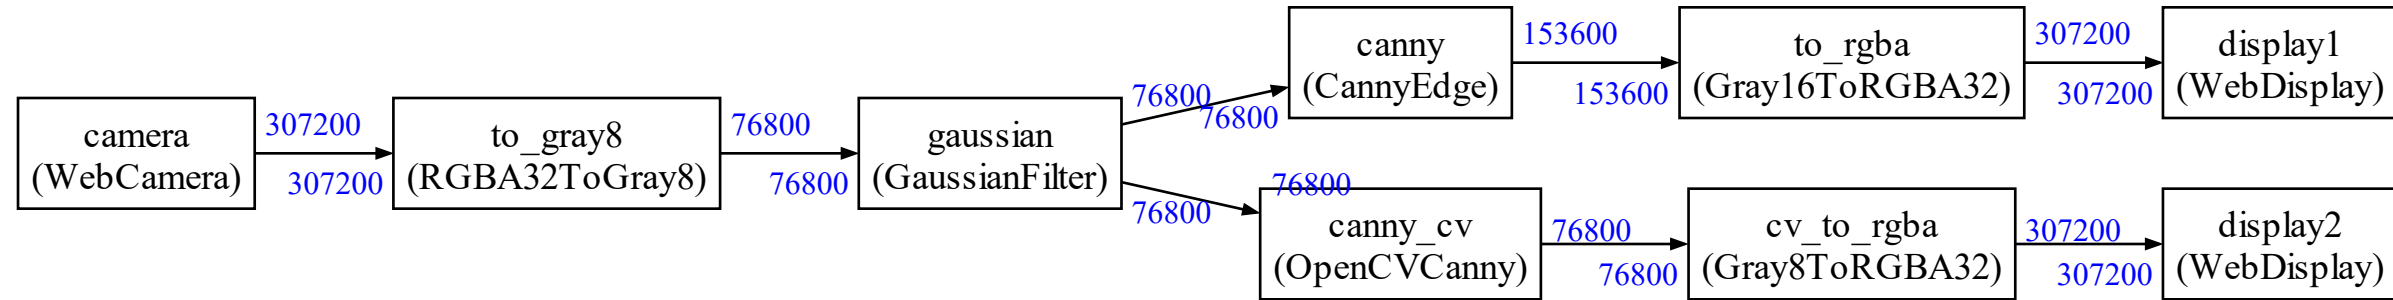 camera
(WebCamera)
307200
307200
to_gray8
(RGBA32ToGray8)
76800
76800
gaussian
(GaussianFilter)
76800
76800
canny
(CannyEdge)
153600
153600
to_rgba
(Gray16ToRGBA32)
307200
307200
display1
(WebDisplay)
76800
76800
canny_cv
(OpenCVCanny)
76800
76800
cv_to_rgba
(Gray8ToRGBA32)
307200
307200
display2
(WebDisplay)